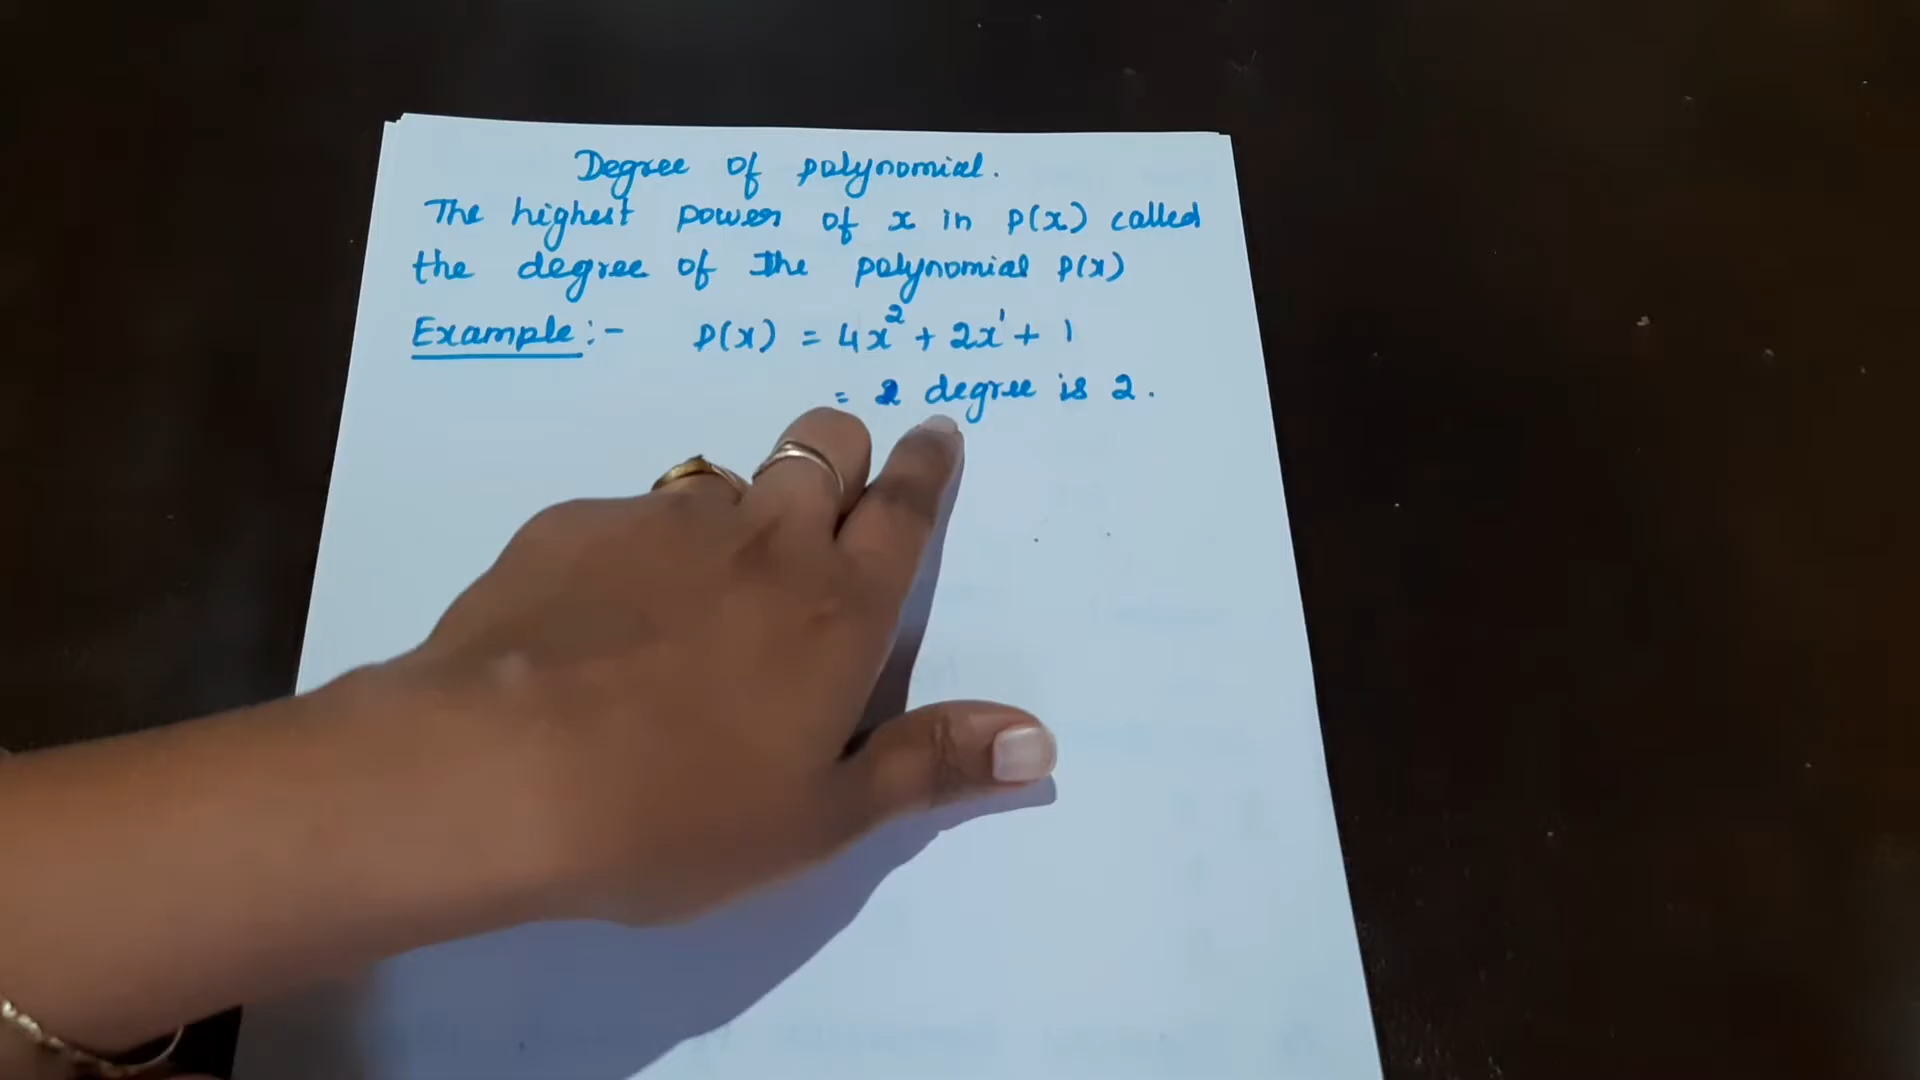 Degree of polynomial.
The highest power of x in P(x) called
the degree of the polynomial P(x)
Example:- P(x) = 4x² + 2x¹ + 1
= 2 degree is 2.